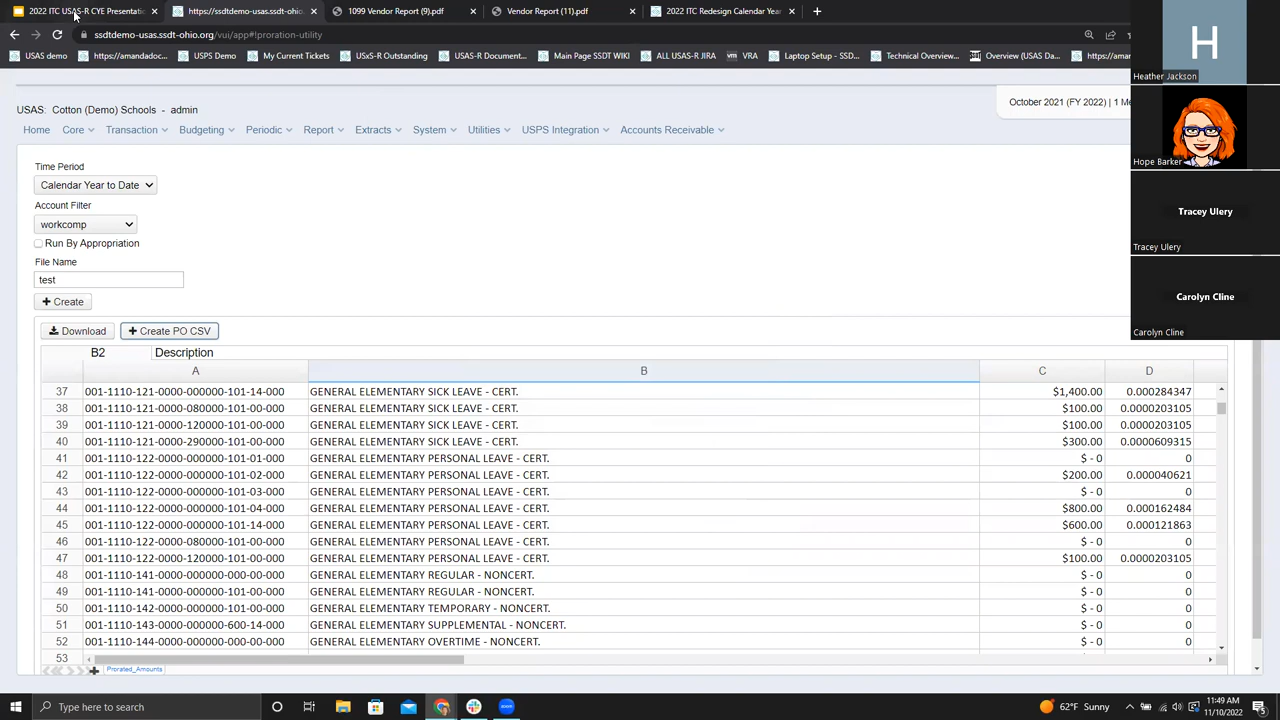 2022 ITC USAS-R CYE Presentati
https://ssdtdemo-usas.ssdt-ohio.
1099 Vendor Report (9).pdf
Vendor Report (11).pdf
2022 ITC Redesign Calendar Year
ssdtdemo-usas.ssdt-ohio.org/vui/app#!proration-utility
USAS demo
https://amandadoc...
USPS Demo
My Current Tickets
USxS-R Outstanding
USAS-R Document...
Main Page SSDT WIKI
ALL USAS-R JIRA
VRA
Laptop Setup - SSD...
Technical Overview...
Overview (USAS Da...
https://am
USAS: Cotton (Demo) Schools - admin
October 2021 (FY 2022) | 1 Me
Home Core Transaction Budgeting Periodic Report Extracts System Utilities USPS Integration Accounts Receivable
Time Period
Calendar Year to Date
Account Filter
workcomp
Run By Appropriation
File Name
test
Create
Download Create PO CSV
B2 Description
A B C D
37 001-1110-121-0000-000000-101-14-000 GENERAL ELEMENTARY SICK LEAVE - CERT. $1,400.00 0.000284347
38 001-1110-121-0000-080000-101-00-000 GENERAL ELEMENTARY SICK LEAVE - CERT. $100.00 0.0000203105
39 001-1110-121-0000-120000-101-00-000 GENERAL ELEMENTARY SICK LEAVE - CERT. $100.00 0.0000203105
40 001-1110-121-0000-290000-101-00-000 GENERAL ELEMENTARY SICK LEAVE - CERT. $300.00 0.0000609315
41 001-1110-122-0000-000000-101-01-000 GENERAL ELEMENTARY PERSONAL LEAVE - CERT. $ - 0 0
42 001-1110-122-0000-000000-101-02-000 GENERAL ELEMENTARY PERSONAL LEAVE - CERT. $200.00 0.000040621
43 001-1110-122-0000-000000-101-03-000 GENERAL ELEMENTARY PERSONAL LEAVE - CERT. $ - 0 0
44 001-1110-122-0000-000000-101-04-000 GENERAL ELEMENTARY PERSONAL LEAVE - CERT. $800.00 0.000162484
45 001-1110-122-0000-000000-101-14-000 GENERAL ELEMENTARY PERSONAL LEAVE - CERT. $600.00 0.000121863
46 001-1110-122-0000-080000-101-00-000 GENERAL ELEMENTARY PERSONAL LEAVE - CERT. $ - 0 0
47 001-1110-122-0000-120000-101-00-000 GENERAL ELEMENTARY PERSONAL LEAVE - CERT. $100.00 0.0000203105
48 001-1110-141-0000-000000-000-00-000 GENERAL ELEMENTARY REGULAR - NONCERT. $ - 0 0
49 001-1110-141-0000-000000-101-00-000 GENERAL ELEMENTARY REGULAR - NONCERT. $ - 0 0
50 001-1110-142-0000-000000-101-00-000 GENERAL ELEMENTARY TEMPORARY - NONCERT. $ - 0 0
51 001-1110-143-0000-000000-600-14-000 GENERAL ELEMENTARY SUPPLEMENTAL - NONCERT. $ - 0 0
52 001-1110-144-0000-000000-000-00-000 GENERAL ELEMENTARY OVERTIME - NONCERT. $ - 0 0
53
Prorated_Amounts
H
Heather Jackson
Hope Barker
Tracey Ulery
Tracey Ulery
Carolyn Cline
Carolyn Cline
Type here to search
62°F Sunny
11:49 AM
11/10/2022
5